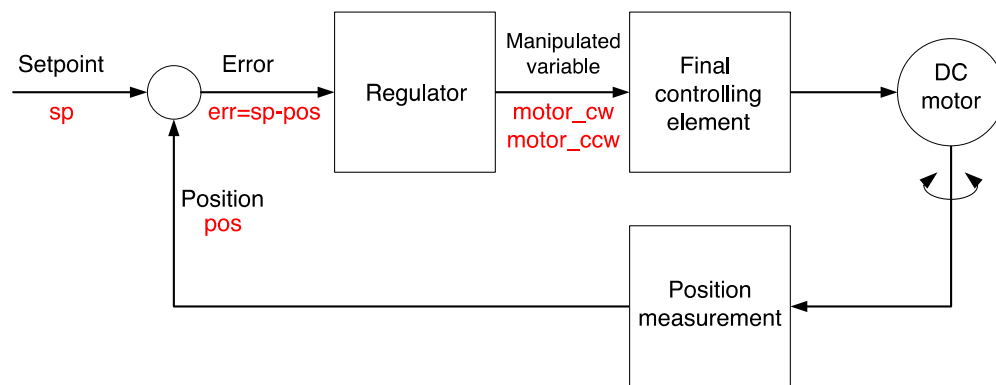 Setpoint
sp
Error
err=sp-pos
Regulator
Manipulated
variable
motor_cw
motor_ccw
Final
controlling
element
DC
motor
Position
pos
Position
measurement